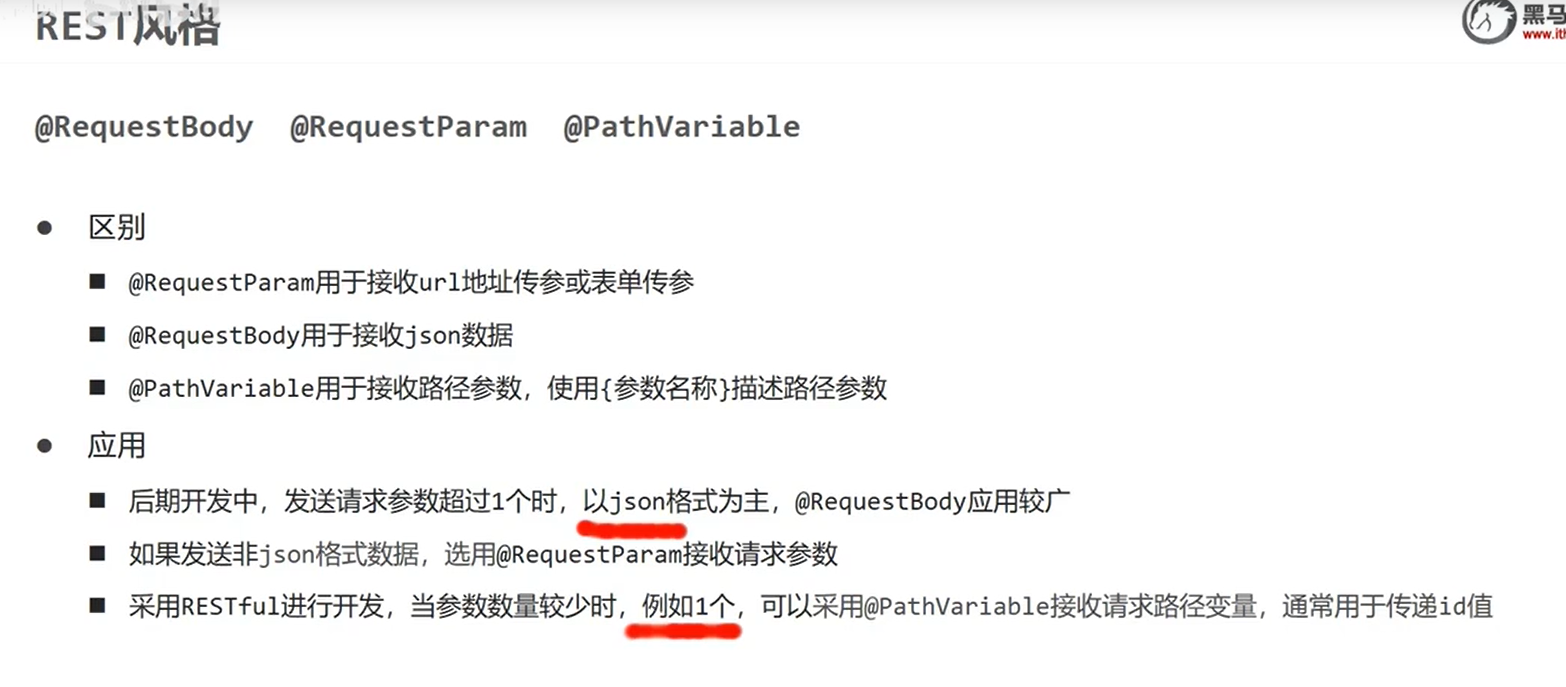 REST风格
黑马
www.ith
@RequestBody @RequestParam @PathVariable
区别
@RequestParam用于接收url地址传参或表单传参
@RequestBody用于接收json数据
@PathVariable用于接收路径参数，使用{参数名称}描述路径参数
应用
后期开发中，发送请求参数超过1个时，以json格式为主，@RequestBody应用较广
如果发送非json格式数据，选用@RequestParam接收请求参数
采用RESTful进行开发，当参数数量较少时，例如1个，可以采用@PathVariable接收请求路径变量，通常用于传递id值